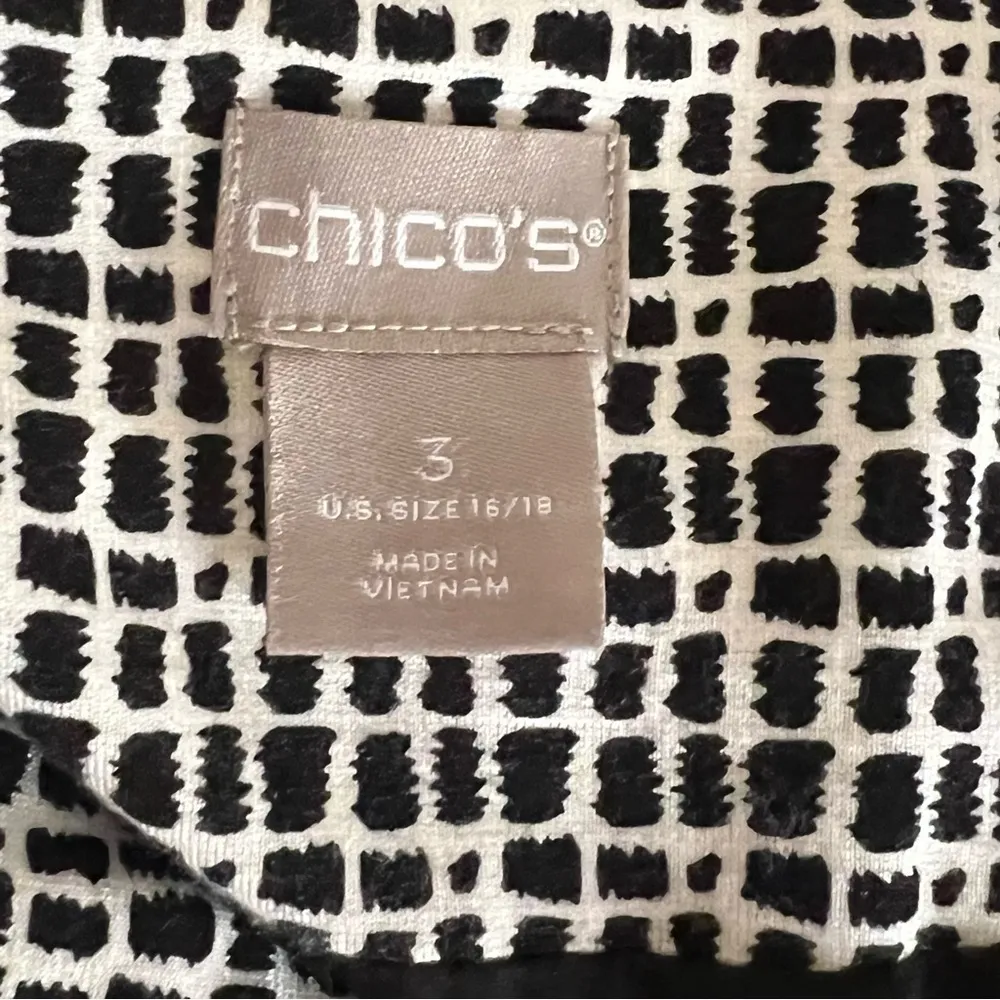 chico's®
3
U.S. SIZE 16/18
MADE IN
VIETNAM